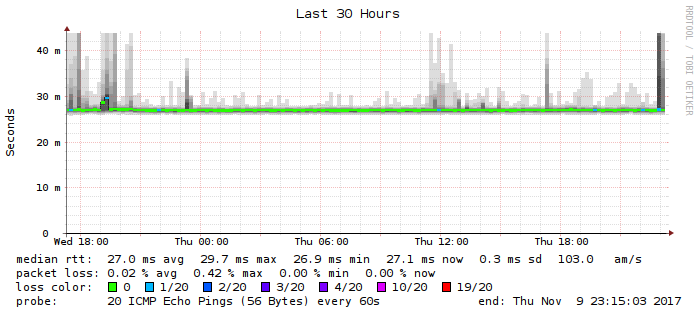 Last 30 Hours
RRDTOOL / TOBI OETIKER
Seconds
40 m
30 m
20 m
10 m
0
Wed 18:00 Thu 00:00 Thu 06:00 Thu 12:00 Thu 18:00
median rtt: 27.0 ms avg 29.7 ms max 26.9 ms min 27.1 ms now 0.3 ms sd 103.0 am/s
packet loss: 0.02 % avg 0.42 % max 0.00 % min 0.00 % now
loss color: 0 1/20 2/20 3/20 4/20 10/20 19/20
probe: 20 ICMP Echo Pings (56 Bytes) every 60s end: Thu Nov 9 23:15:03 2017